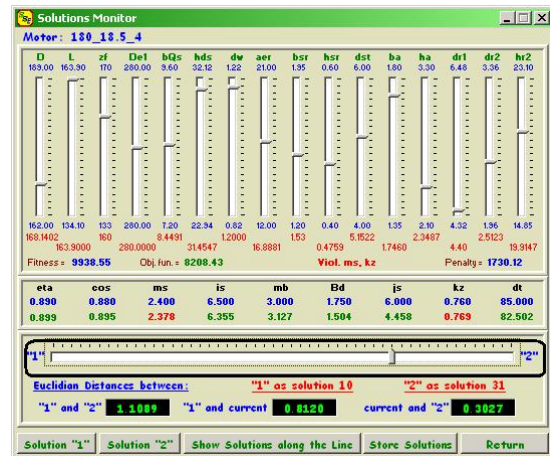 Solutions Monitor
Motor: 180_18.5_4
D L zf De1 bQs hds dw aer bsr hsr dst ba ha dr1 dr2 hr2
189.00 163.90 170 280.00 9.60 32.12 1.22 21.00 1.95 0.60 6.00 1.80 3.30 6.48 3.36 23.10
162.00 134.10 133 280.00 7.20 22.34 0.82 12.00 1.20 0.40 4.00 1.35 2.10 4.32 1.96 14.85
168.1402 160 8.4491 1.2000 1.53 5.1522 2.3487 2.5123
163.9000 280.0000 31.4547 16.8881 0.4759 1.7460 4.40 19.9147
Fitness = 9938.55 Obj. fun. = 8208.43 Viol. ms, kz Penalty = 1730.12
eta cos ms is mb Bd js kz dt
0.890 0.880 2.400 6.500 3.000 1.750 6.000 0.760 85.000
0.899 0.895 2.378 6.355 3.127 1.504 4.458 0.769 82.502
"1" "2"
Euclidian Distances between: "1" as solution 10 "2" as solution 31
"1" and "2" 1.1089 "1" and current 0.8120 current and "2" 0.3027
Solution "1" Solution "2" Show Solutions along the Line Store Solutions Return